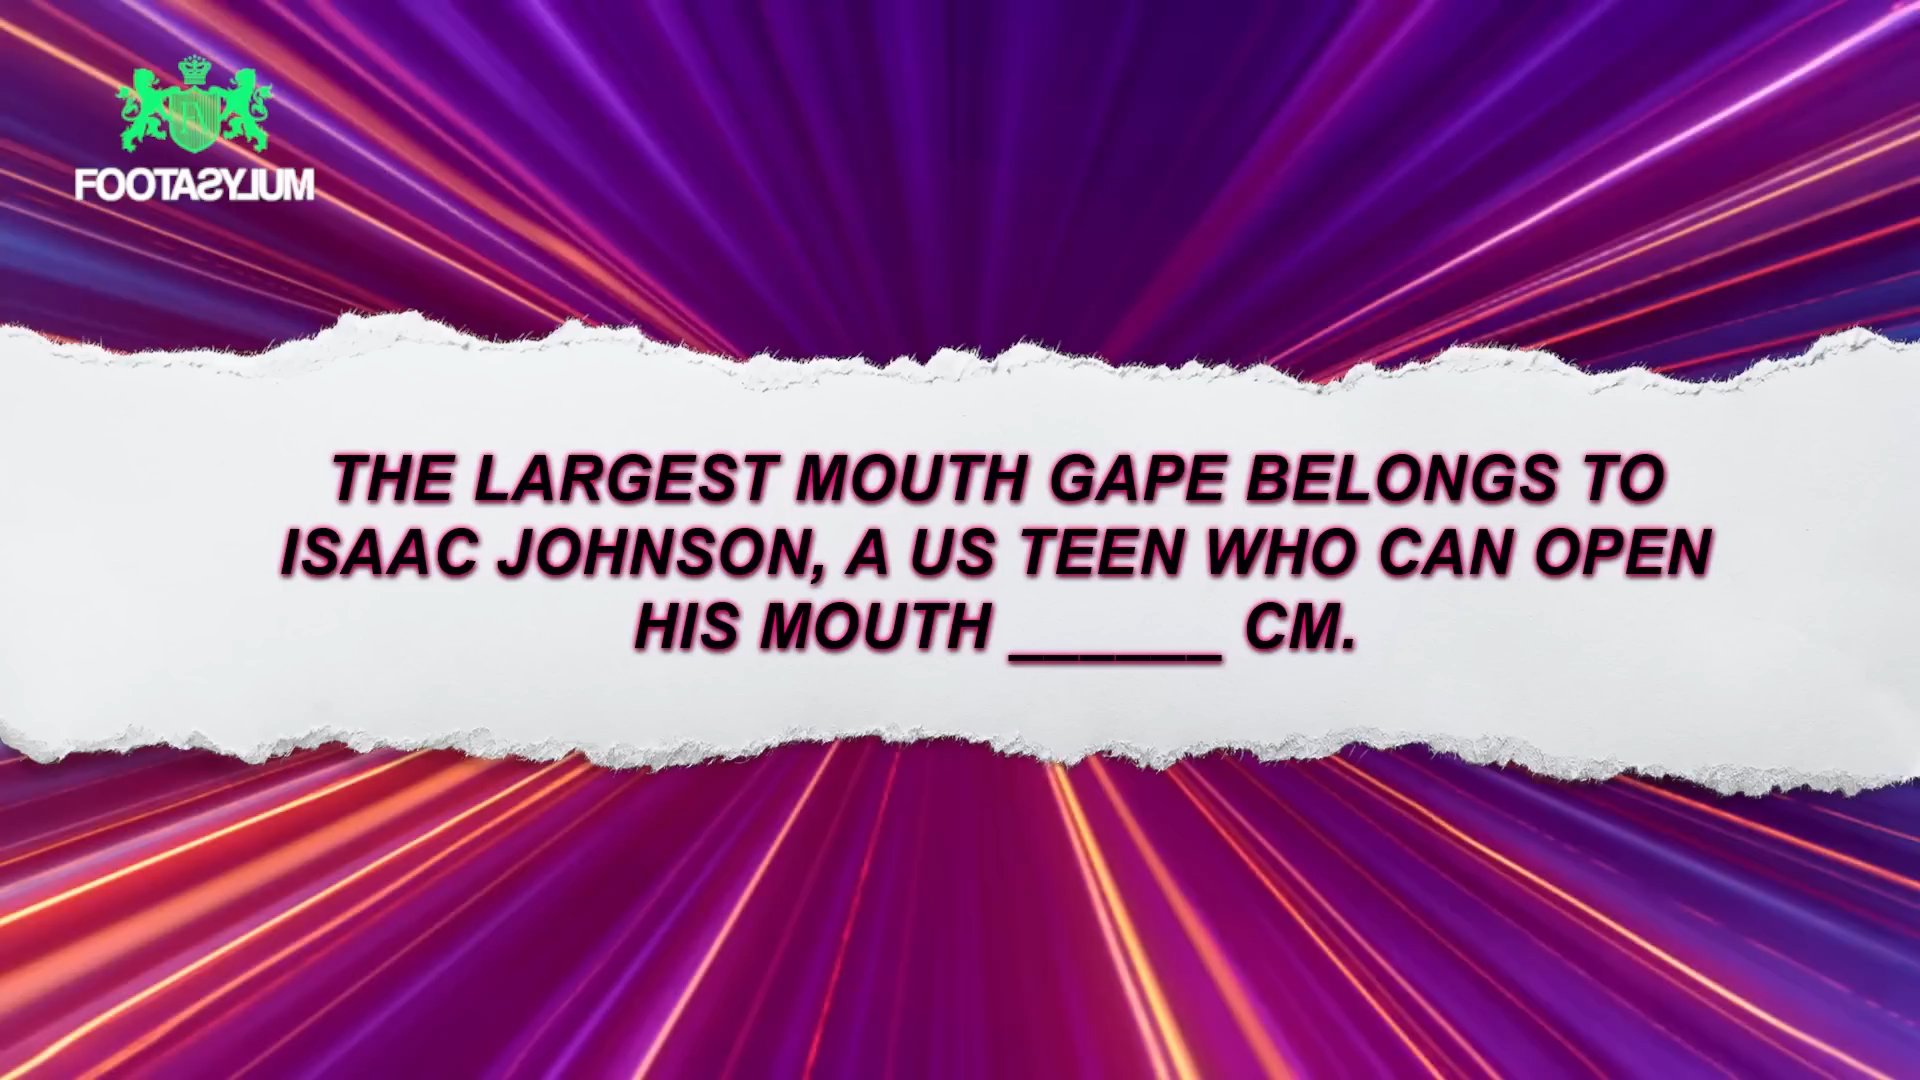 FOOTASYLUM
THE LARGEST MOUTH GAPE BELONGS TO
ISAAC JOHNSON, A US TEEN WHO CAN OPEN
HIS MOUTH ______ CM.